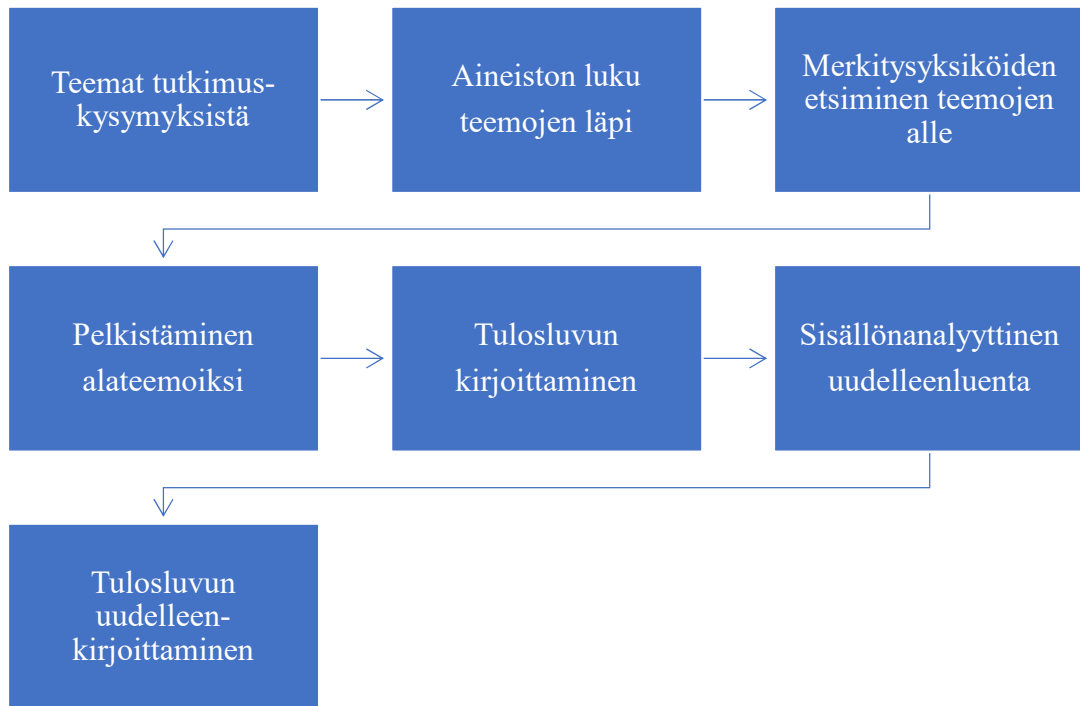 Teemat tutkimus-
kysymyksistä
Aineiston luku
teemojen läpi
Merkitysyksiköiden
etsiminen teemojen
alle
Pelkistäminen
alateemoiksi
Tulosluvun
kirjoittaminen
Sisällönanalyyttinen
uudelleenluenta
Tulosluvun
uudelleen-
kirjoittaminen